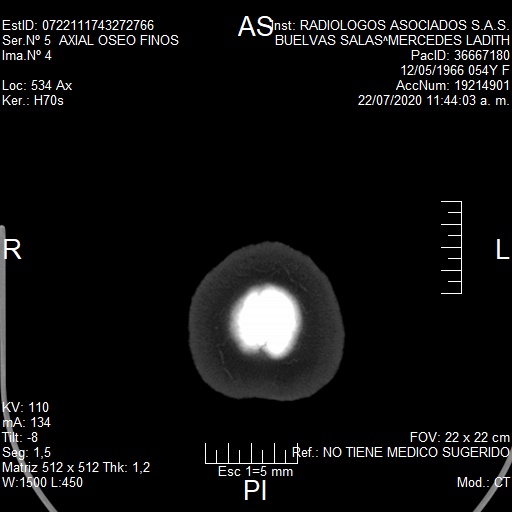 EstID: 0722111743272766
Ser.Nº 5 AXIAL OSEO FINOS
Ima.Nº 4
Loc: 534 Ax
Ker.: H70s
AS
Inst: RADIOLOGOS ASOCIADOS S.A.S.
BUELVAS SALAS^MERCEDES LADITH
PacID: 36667180
12/05/1966 054Y F
AccNum: 19214901
22/07/2020 11:44:03 a. m.
R
L
KV: 110
mA: 134
Tilt: -8
Seg: 1,5
Matriz 512 x 512 Thk: 1,2
W:1500 L:450
Esc 1=5 mm
PI
FOV: 22 x 22 cm
Ref.: NO TIENE MEDICO SUGERIDO
Mod.: CT